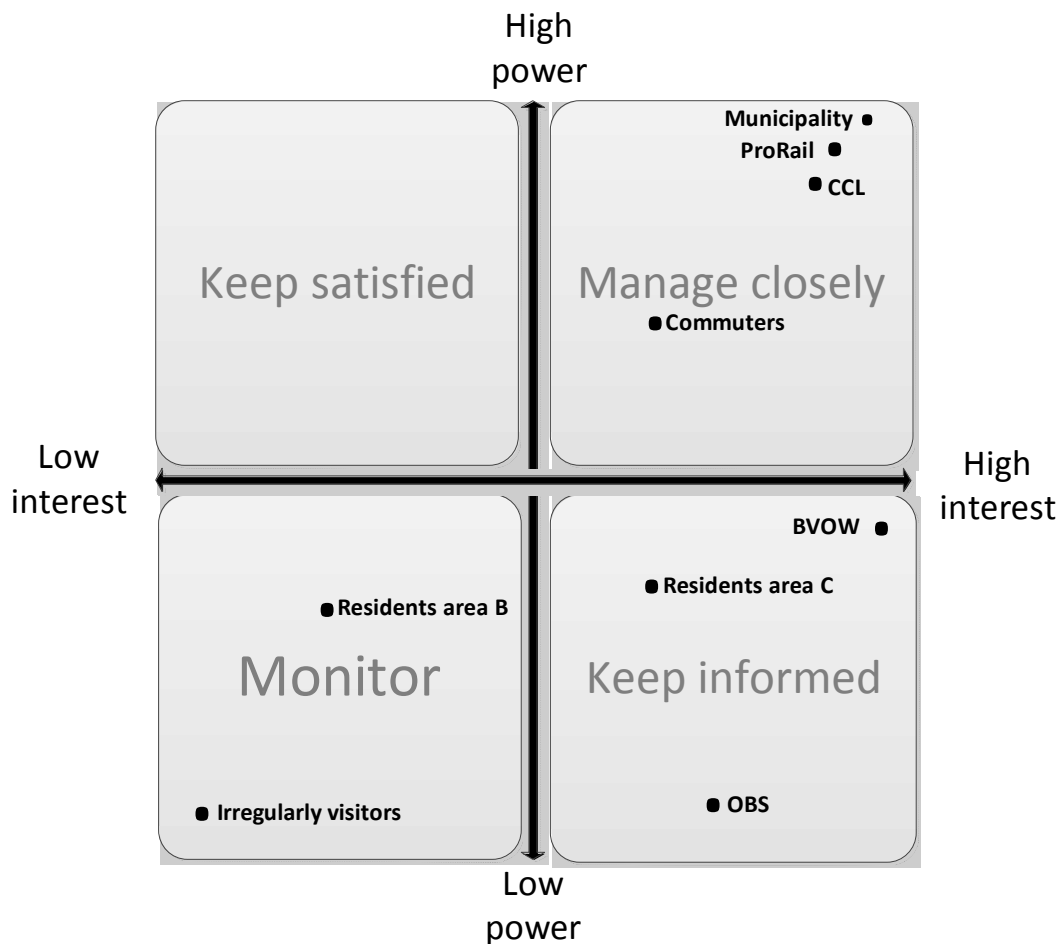 High
power
Municipality
ProRail
CCL
Keep satisfied
Manage closely
Commuters
Low
interest
High
interest
BVOW
Residents area C
Residents area B
Monitor
Keep informed
Irregularly visitors
OBS
Low
power